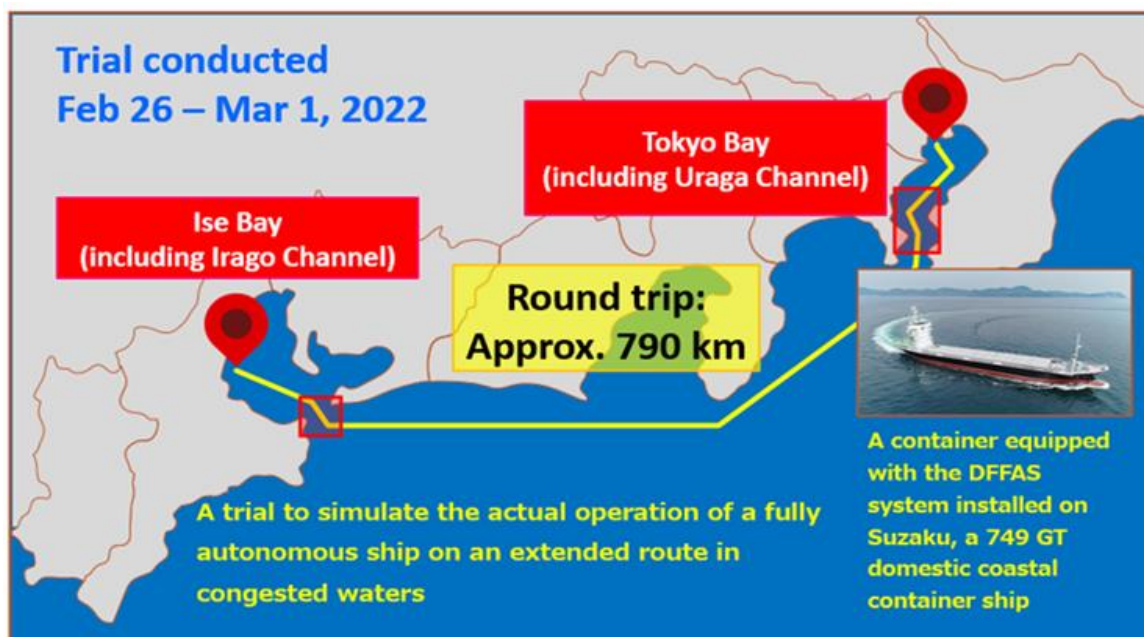 Trial conducted
Feb 26 – Mar 1, 2022
Tokyo Bay
(including Uraga Channel)
Ise Bay
(including Irago Channel)
Round trip:
Approx. 790 km
A container equipped
with the DFFAS
system installed on
Suzaku, a 749 GT
domestic coastal
container ship
A trial to simulate the actual operation of a fully
autonomous ship on an extended route in
congested waters